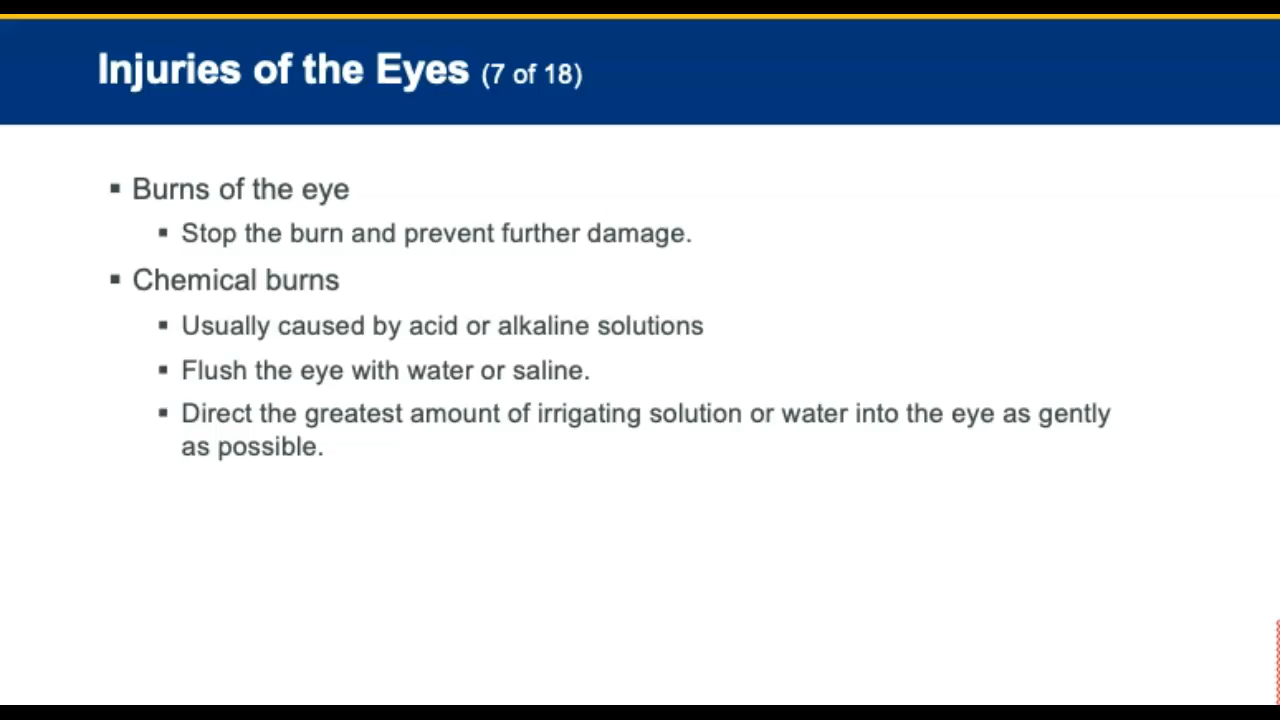 Injuries of the Eyes (7 of 18)
▪ Burns of the eye
▪ Stop the burn and prevent further damage.
▪ Chemical burns
▪ Usually caused by acid or alkaline solutions
▪ Flush the eye with water or saline.
▪ Direct the greatest amount of irrigating solution or water into the eye as gently
as possible.